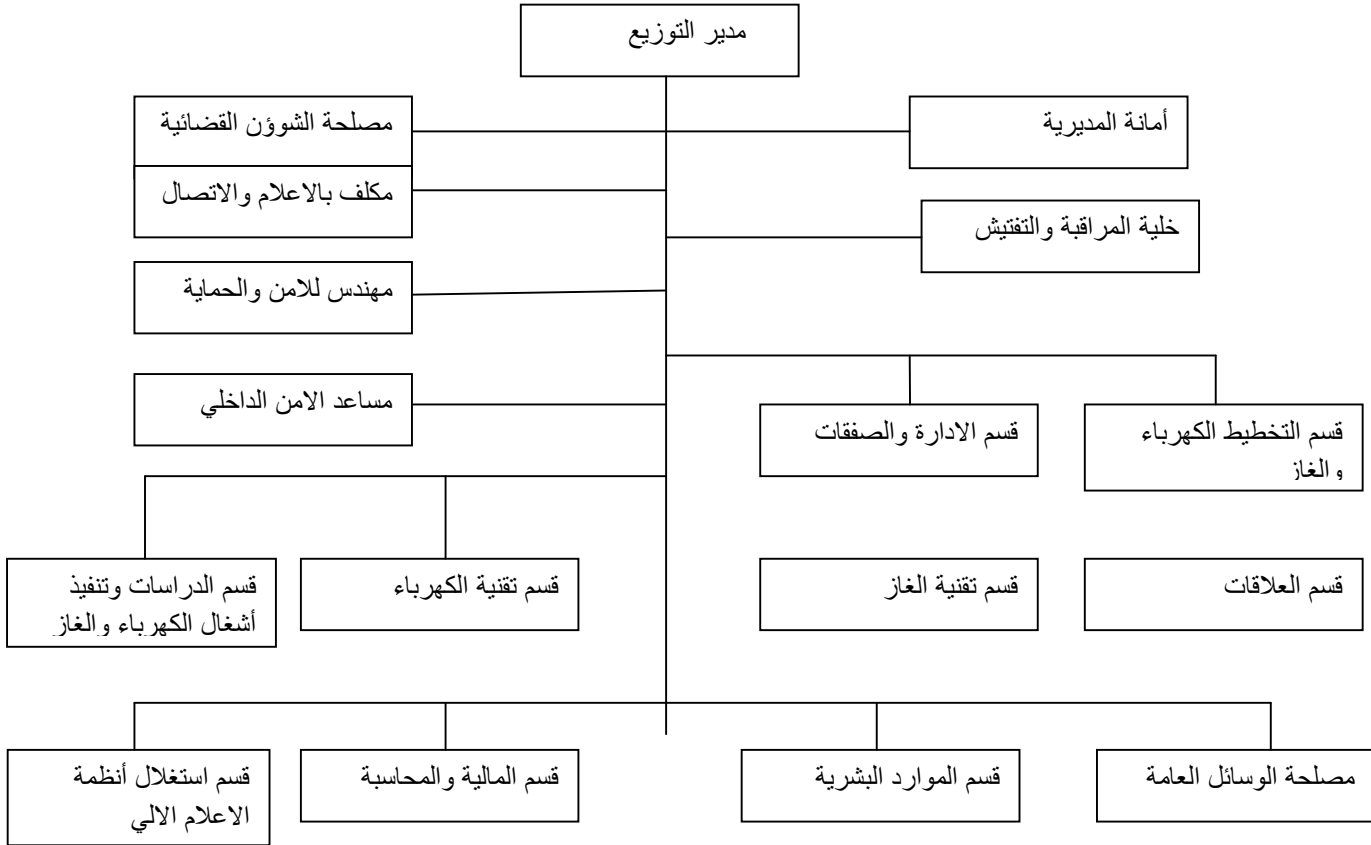 مدير التوزيع
أمانة المديرية
مصلحة الشوؤن القضائية
مكلف بالاعلام والاتصال
خلية المراقبة والتفتيش
مهندس للامن والحماية
مساعد الامن الداخلي
قسم التخطيط الكهرباء
والغاز
قسم الادارة والصفقات
قسم العلاقات
قسم تقنية الغاز
قسم تقنية الكهرباء
قسم الدراسات وتنفيذ
أشغال الكهرباء والغاز
مصلحة الوسائل العامة
قسم الموارد البشرية
قسم المالية والمحاسبة
قسم استغلال أنظمة
الاعلام الالي